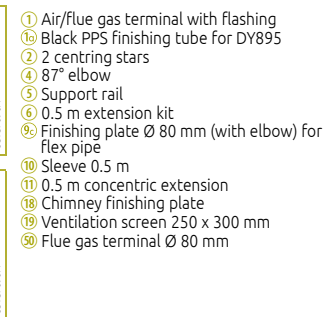 1 Air/flue gas terminal with flashing
1a Black PPS finishing tube for DY895
2 2 centring stars
4 87° elbow
5 Support rail
6 0.5 m extension kit
9c Finishing plate Ø 80 mm (with elbow) for
flex pipe
10 Sleeve 0.5 m
11 0.5 m concentric extension
18 Chimney finishing plate
19 Ventilation screen 250 x 300 mm
50 Flue gas terminal Ø 80 mm